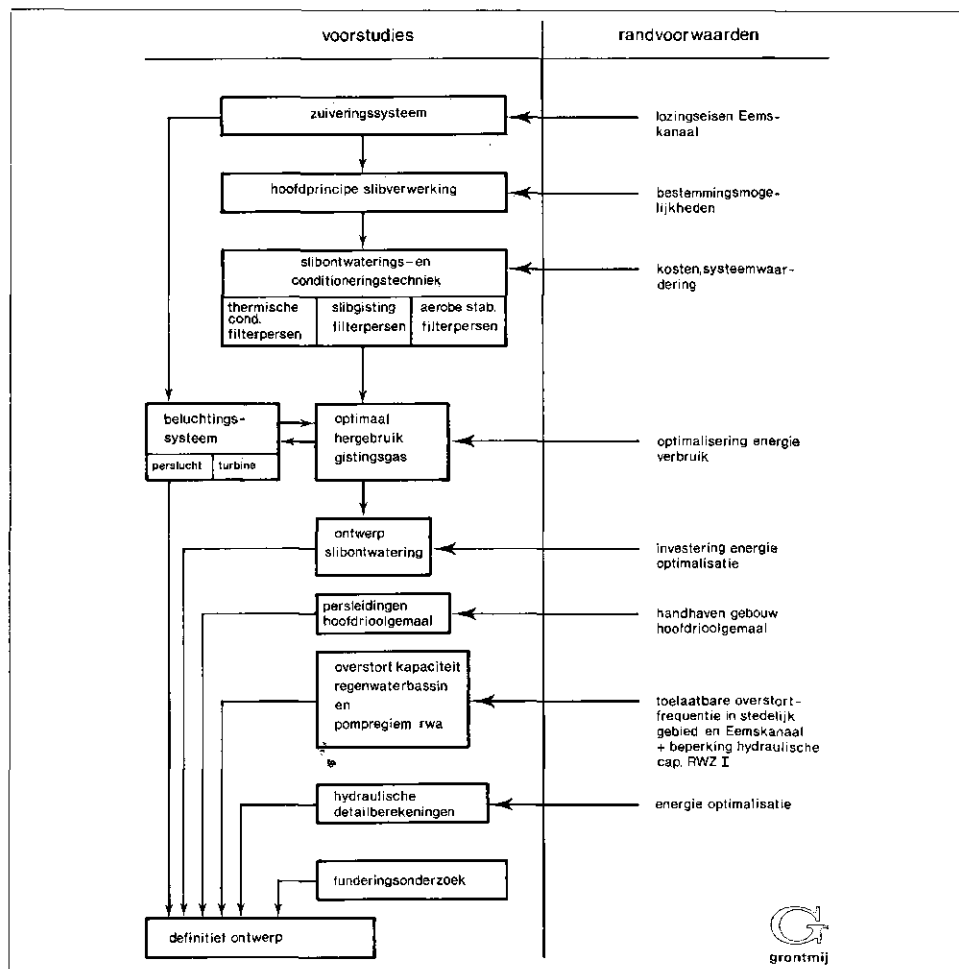 voorstudjes
randvoorwaarden
zuiveringssysteem
lozingseisen Eems-
kanaal
hoofdprincipe slibverwerking
bestemmingsmoge-
lijkheden
slibontwaterings-en
conditioneringstechniek
kosten,systeemwaar-
dering
thermische
cond.
filterpersen
slibgisting
filterpersen
aerobe stab.
filterpersen
beluchtings-
systeem
perslucht
turbine
optimaal
hergebruik
gistingsgas
optimalisering energie
verbruik
ontwerp
slibontwatering
investering energie
optimalisatie
persleidingen
hoofdrioolgemaal
handhaven gebouw
hoofdrioolgemaal
overstort kapaciteit
regenwaterbassin
en
pompregiem rwa
toelaatbare overstort-
frequentie in stedelijk
gebied en Eemskanaal
+ beperking hydraulische
cap. RWZ I
hydraulische
detailberekeningen
energie optimalisatie
funderingsonderzoek
definitief ontwerp
G
grontmij